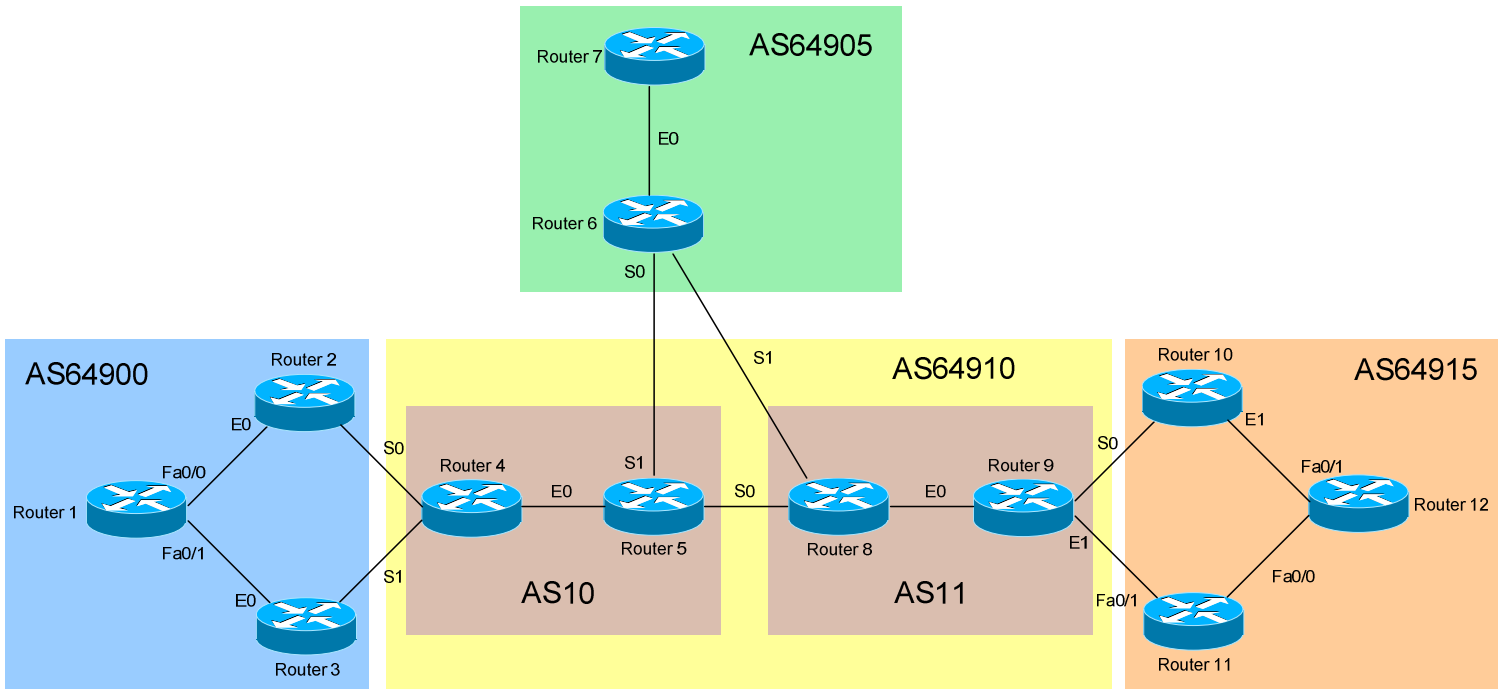 AS64905
Router 7
E0
Router 6
S0
S1
AS64900
Router 2
E0
Fa0/0
Router 1
Fa0/1
E0
Router 3
AS64910
S0
Router 4
S1
E0
S1
Router 5
AS10
S0
Router 8
E0
Router 9
AS11
S0
E1
AS64915
Router 10
E1
Fa0/1
Router 12
Fa0/0
Fa0/1
Router 11